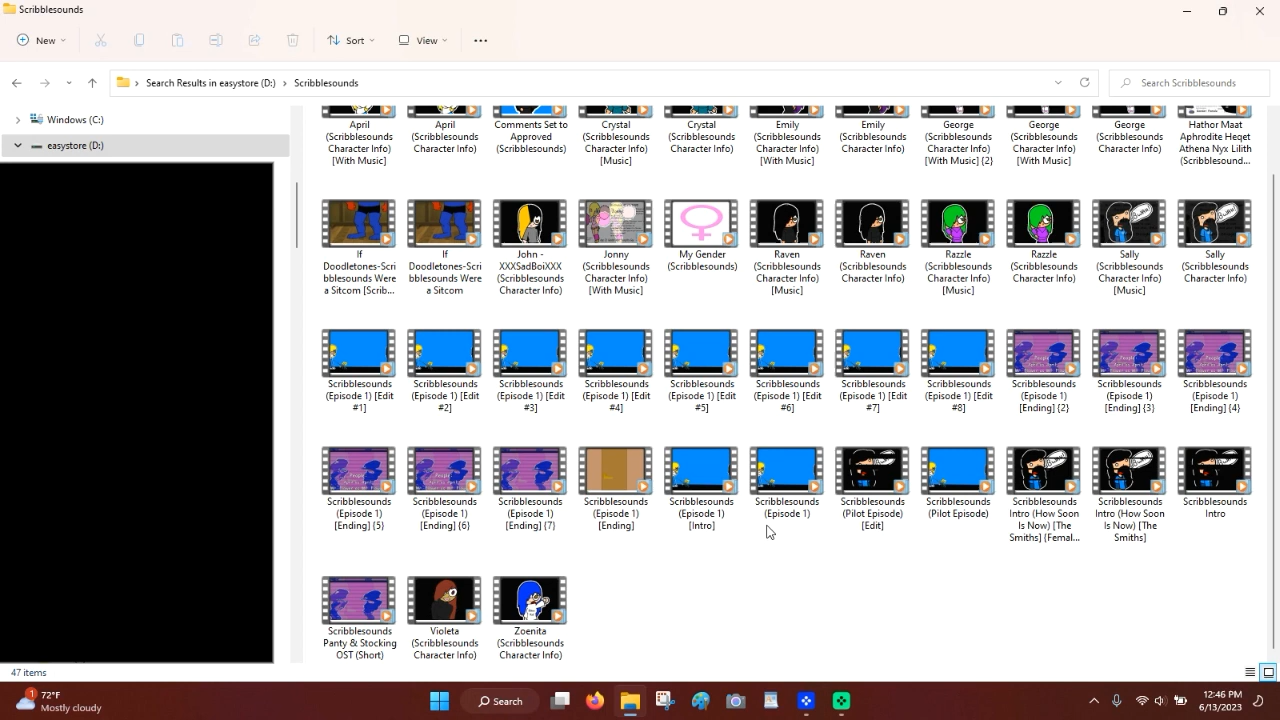 Scribblesounds
New
Sort
View
Search Results in easystore (D:)
Scribblesounds
Search Scribblesounds
Windows (C:)
easystore (D:)
April
(Scribblesounds
Character Info)
[With Music]
April
(Scribblesounds
Character Info)
Comments Set to
Approved
(Scribblesounds)
Crystal
(Scribblesounds
Character Info)
[Music]
Crystal
(Scribblesounds
Character Info)
Emily
(Scribblesounds
Character Info)
[With Music]
Emily
(Scribblesounds
Character Info)
George
(Scribblesounds
Character Info)
[With Music] {2}
George
(Scribblesounds
Character Info)
[With Music]
George
(Scribblesounds
Character Info)
Hathor Maat
Aphrodite Heqet
Athena Nyx Lilith
(Scribblesound...
If
Doodletones-Scri
bblesounds Were
a Sitcom [Scrib...
If
Doodletones-Scri
bblesounds Were
a Sitcom
John -
XXXSadBoiXXX
(Scribblesounds
Character Info)
Jonny
(Scribblesounds
Character Info)
[With Music]
My Gender
(Scribblesounds)
Raven
(Scribblesounds
Character Info)
[Music]
Raven
(Scribblesounds
Character Info)
Razzle
(Scribblesounds
Character Info)
[Music]
Razzle
(Scribblesounds
Character Info)
Sally
(Scribblesounds
Character Info)
[Music]
Sally
(Scribblesounds
Character Info)
Scribblesounds
(Episode 1) [Edit
#1]
Scribblesounds
(Episode 1) [Edit
#2]
Scribblesounds
(Episode 1) [Edit
#3]
Scribblesounds
(Episode 1) [Edit
#4]
Scribblesounds
(Episode 1) [Edit
#5]
Scribblesounds
(Episode 1) [Edit
#6]
Scribblesounds
(Episode 1) [Edit
#7]
Scribblesounds
(Episode 1) [Edit
#8]
Scribblesounds
(Episode 1)
[Ending] {2}
Scribblesounds
(Episode 1)
[Ending] {3}
Scribblesounds
(Episode 1)
[Ending] {4}
Scribblesounds
(Episode 1)
[Ending] {5}
Scribblesounds
(Episode 1)
[Ending] {6}
Scribblesounds
(Episode 1)
[Ending] {7}
Scribblesounds
(Episode 1)
[Ending]
Scribblesounds
(Episode 1)
[Intro]
Scribblesounds
(Episode 1)
Scribblesounds
(Pilot Episode)
[Edit]
Scribblesounds
(Pilot Episode)
Scribblesounds
Intro (How Soon
Is Now) [The
Smiths] (Femal...
Scribblesounds
Intro (How Soon
Is Now) [The
Smiths]
Scribblesounds
Intro
Scribblesounds
Panty & Stocking
OST (Short)
Violeta
(Scribblesounds
Character Info)
Zoenita
(Scribblesounds
Character Info)
47 items
1
72°F
Mostly cloudy
Search
12:46 PM
6/13/2023